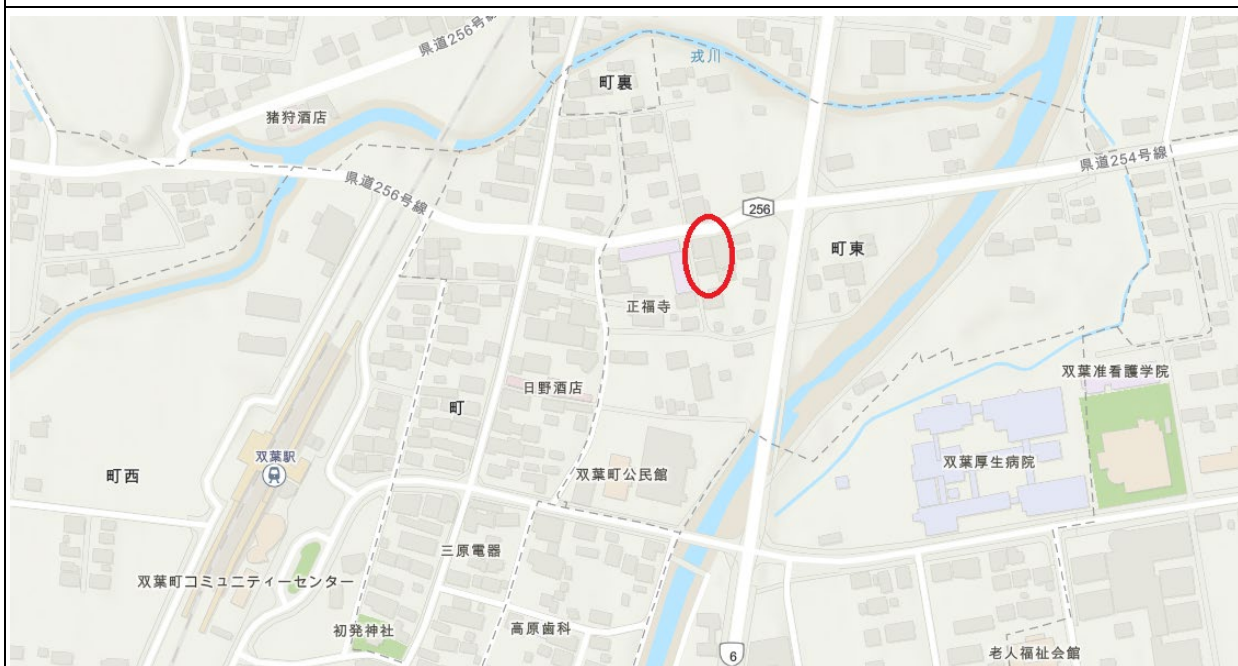 県道256号線
戎川
町裏
猪狩酒店
県道254号線
県道256号線
256
町東
正福寺
双葉准看護学院
日野酒店
町
双葉駅
双葉厚生病院
町西
双葉町公民館
三原電器
双葉町コミュニティーセンター
初発神社
高原歯科
6
老人福祉会館